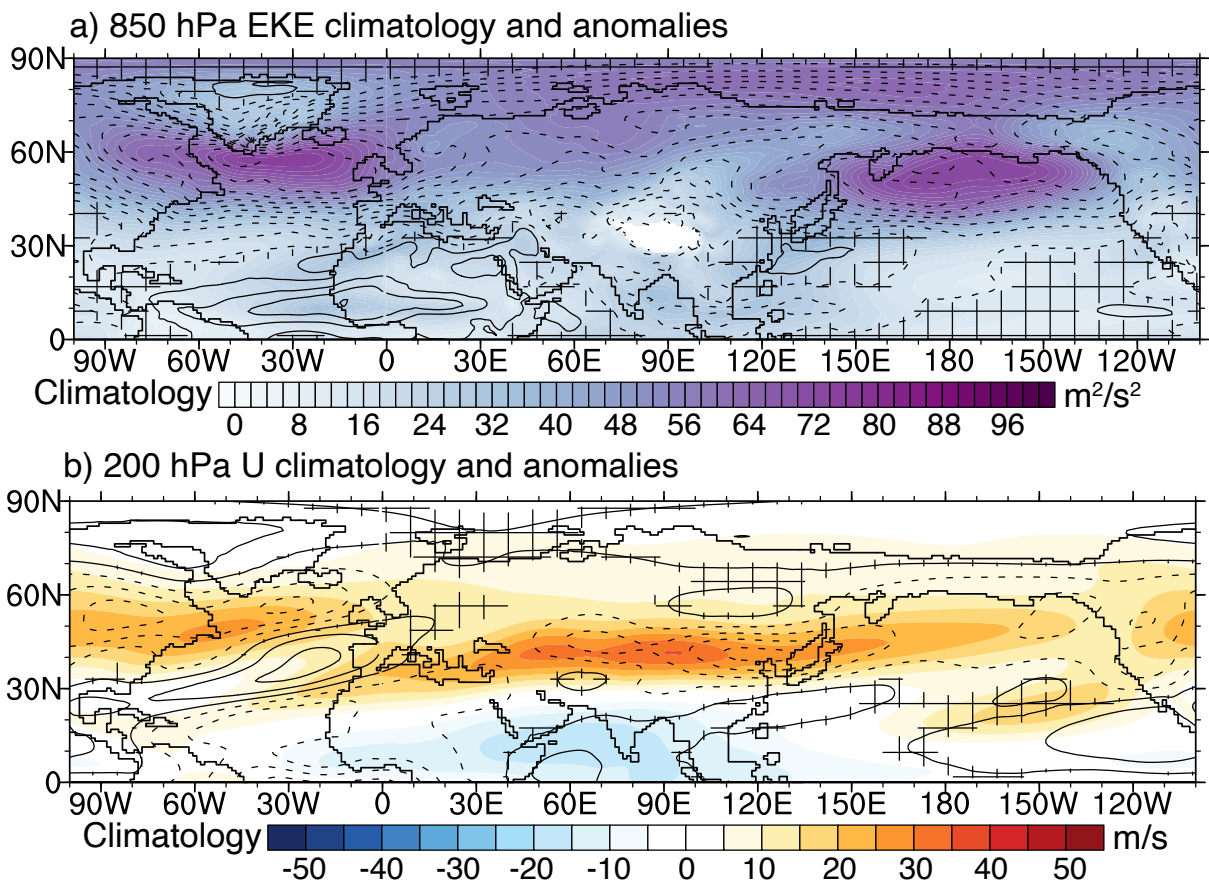 a) 850 hPa EKE climatology and anomalies
90N
60N
30N
0
90W 60W 30W 0 30E 60E 90E 120E 150E 180 150W 120W
Climatology m²/s²
0 8 16 24 32 40 48 56 64 72 80 88 96
b) 200 hPa U climatology and anomalies
90N
60N
30N
0
90W 60W 30W 0 30E 60E 90E 120E 150E 180 150W 120W
Climatology m/s
-50 -40 -30 -20 -10 0 10 20 30 40 50